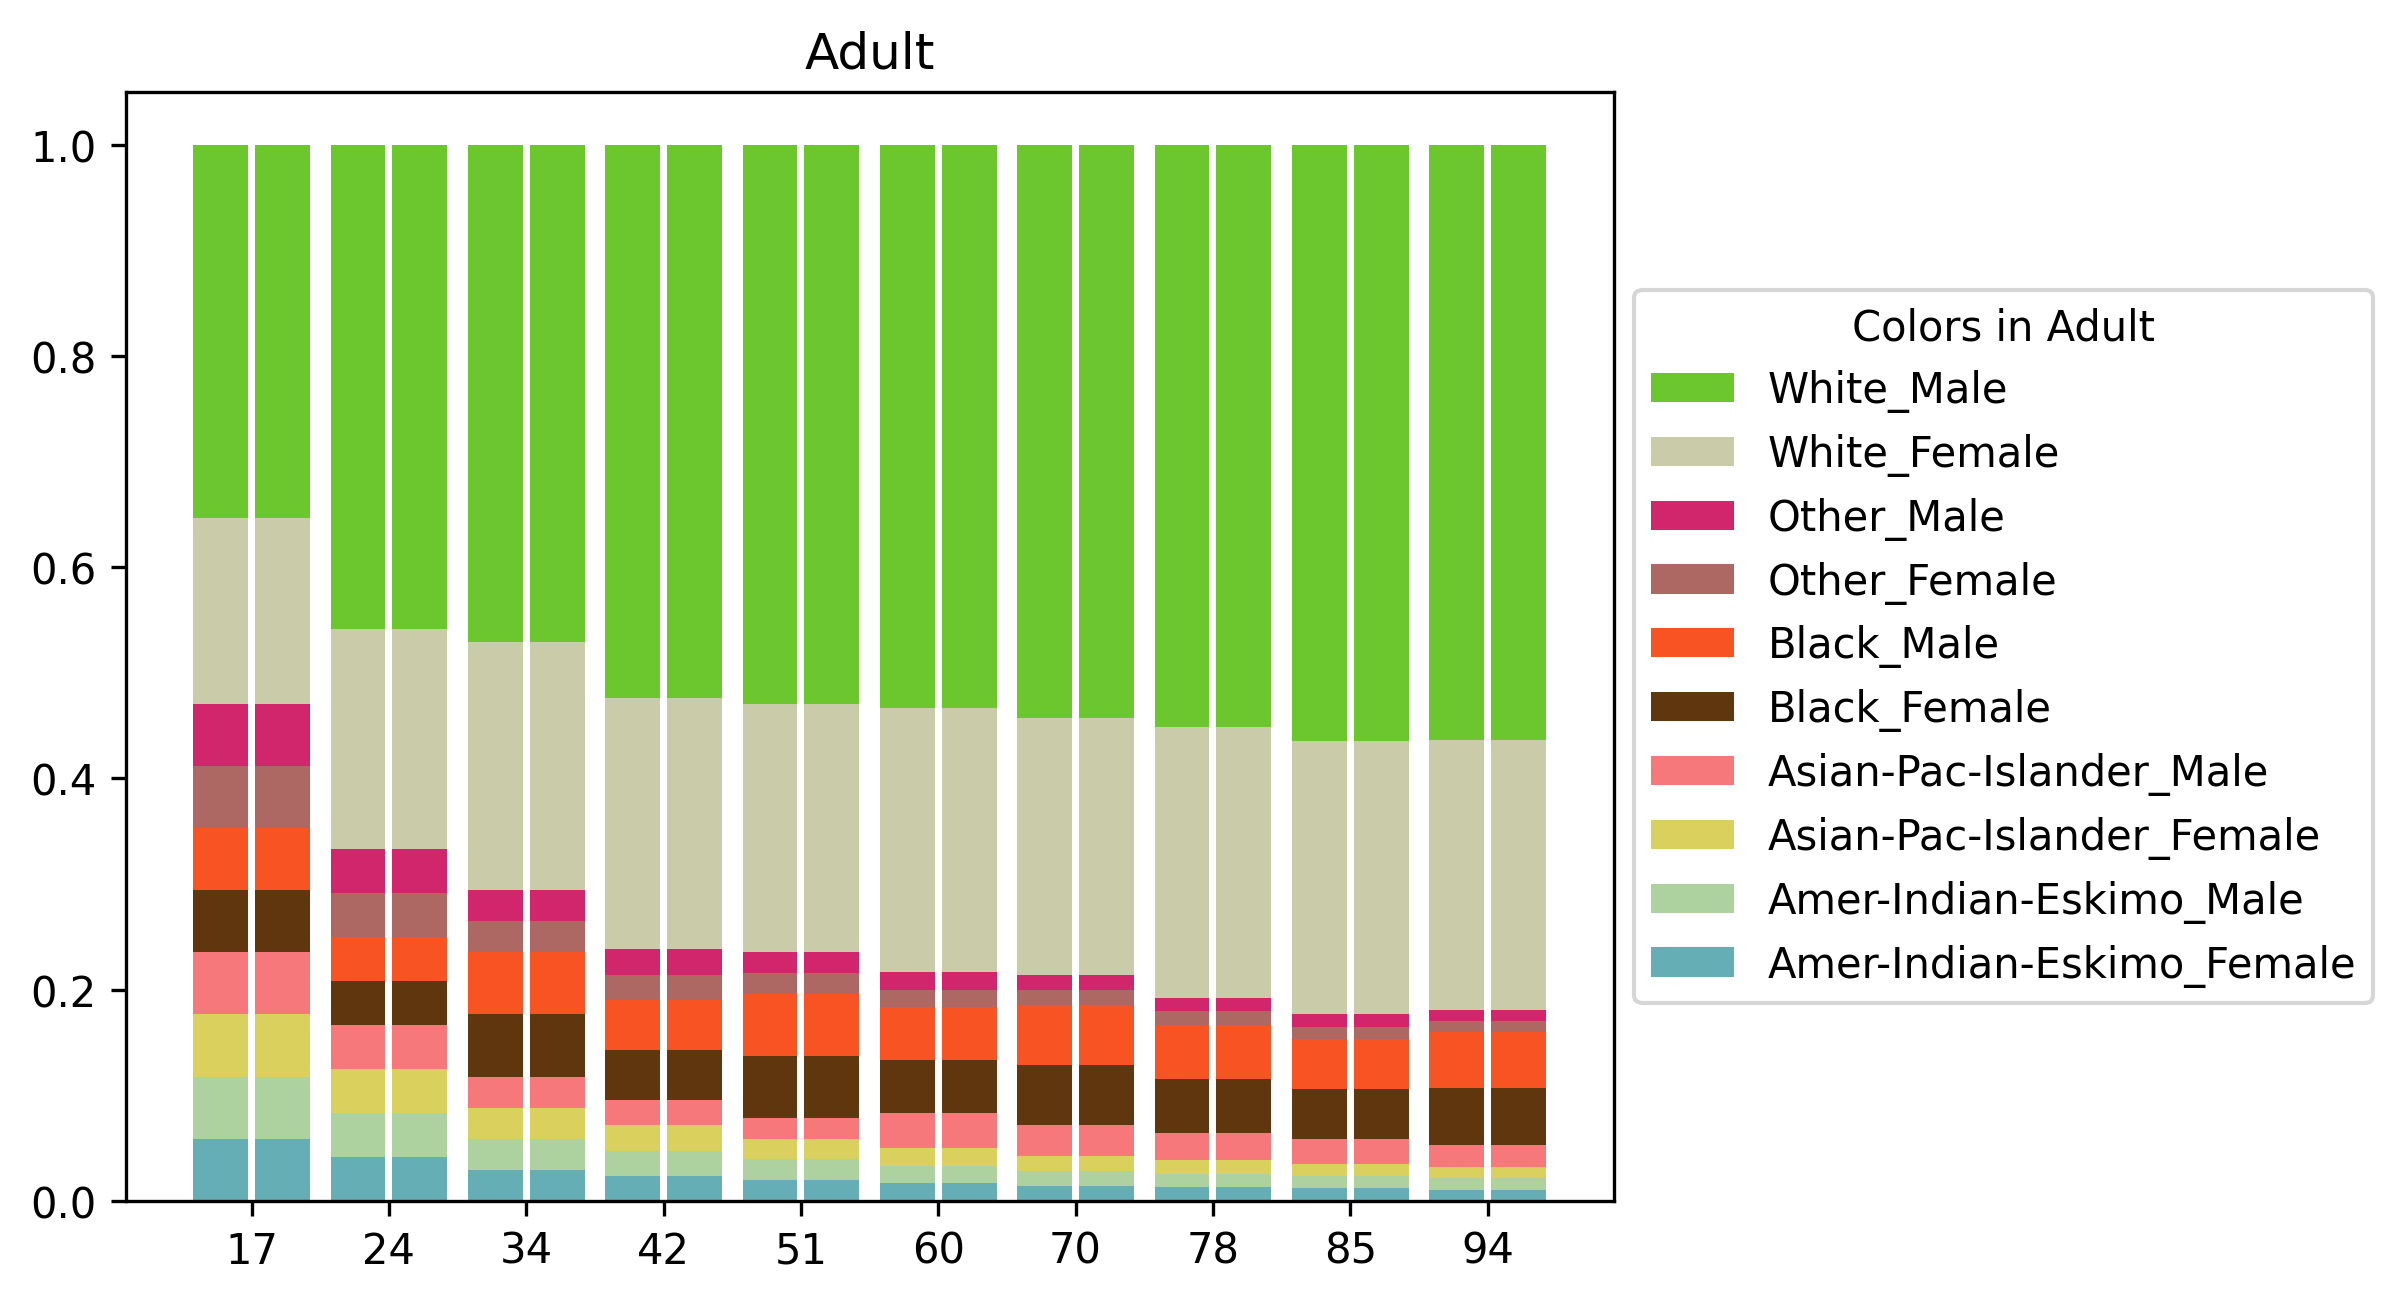 Adult
1.0
0.8
0.6
0.4
0.2
0.0
17 24 34 42 51 60 70 78 85 94
Colors in Adult
White_Male
White_Female
Other_Male
Other_Female
Black_Male
Black_Female
Asian-Pac-Islander_Male
Asian-Pac-Islander_Female
Amer-Indian-Eskimo_Male
Amer-Indian-Eskimo_Female